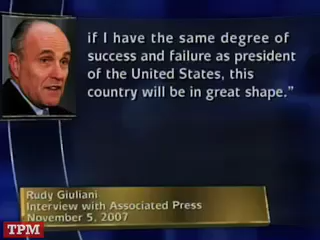 if I have the same degree of
success and failure as president
of the United States, this
country will be in great shape."
Rudy Giuliani
Interview with Associated Press
November 5, 2007
TPM